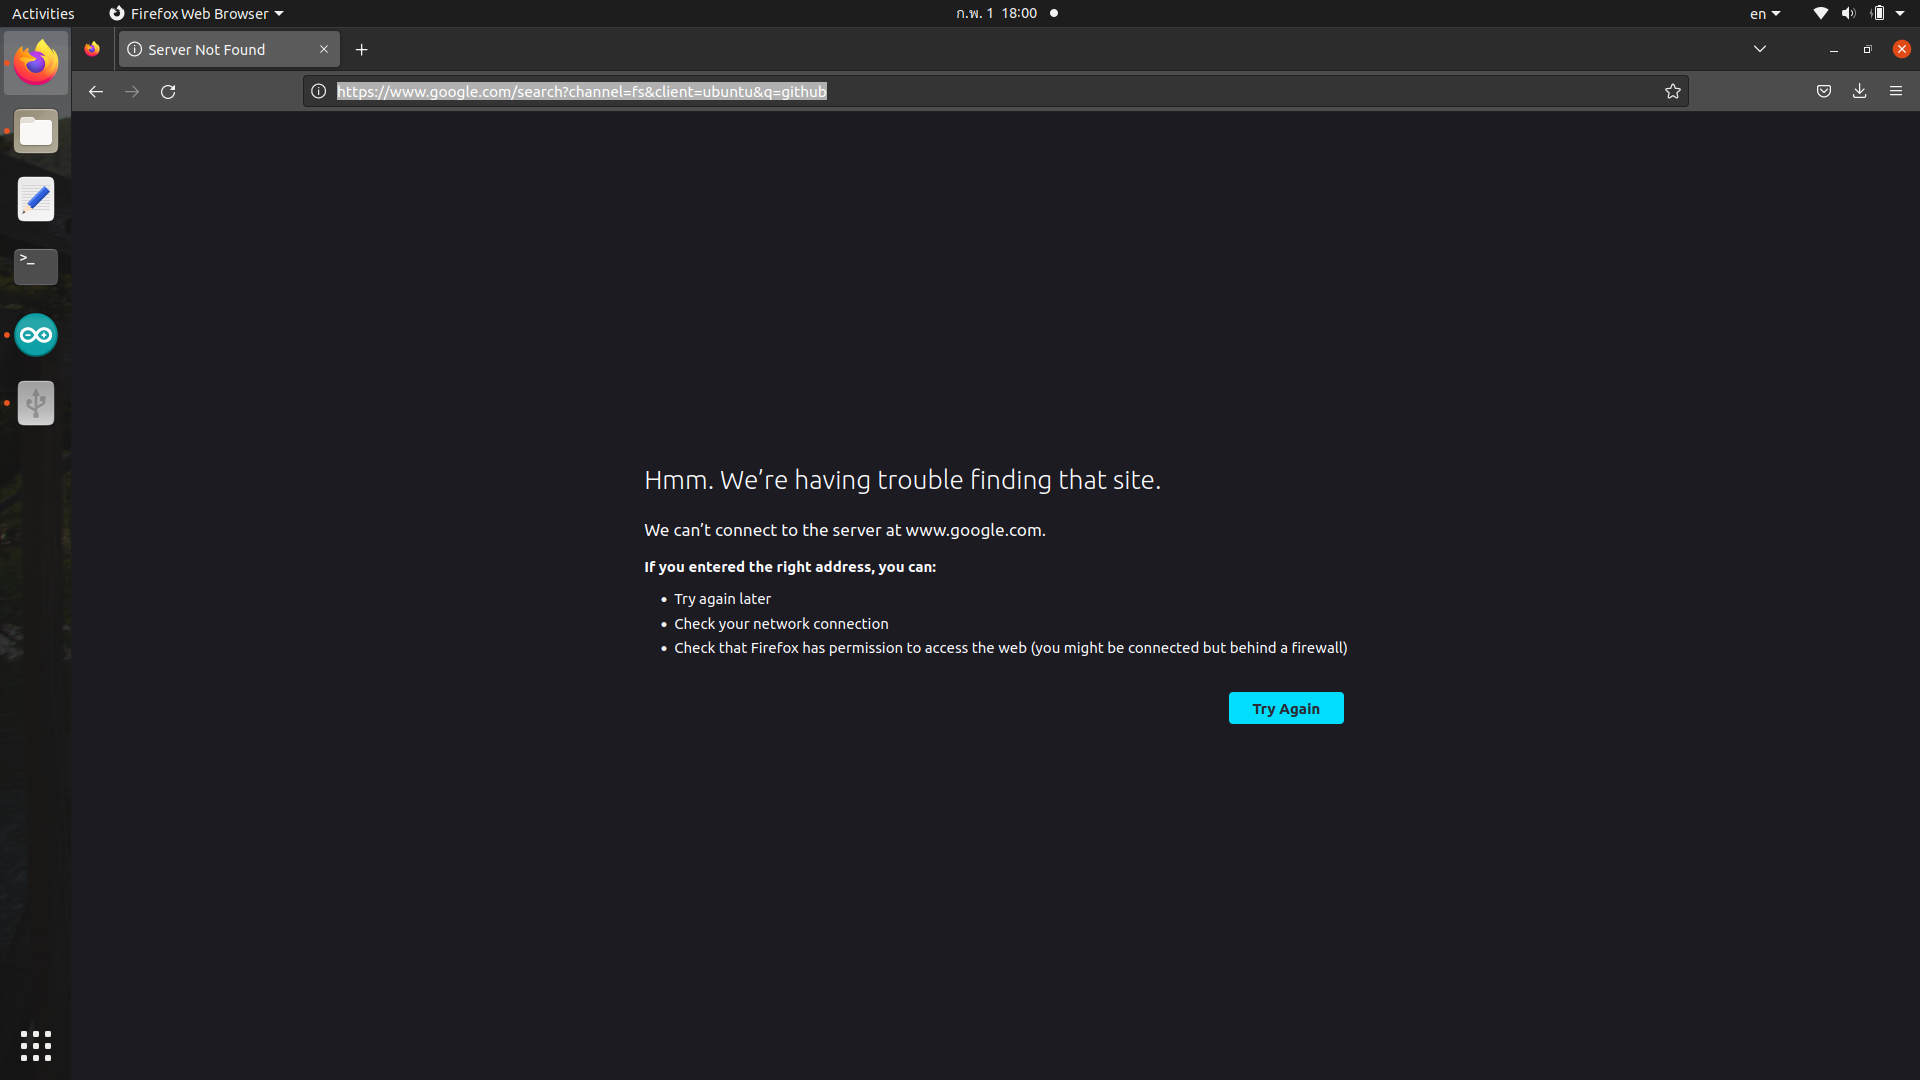 Activities
Firefox Web Browser
ก.พ. 1 18:00
en
Server Not Found
https://www.google.com/search?channel=fs&client=ubuntu&q=github
>_
Hmm. We’re having trouble finding that site.
We can’t connect to the server at www.google.com.
If you entered the right address, you can:
• Try again later
• Check your network connection
• Check that Firefox has permission to access the web (you might be connected but behind a firewall)
Try Again